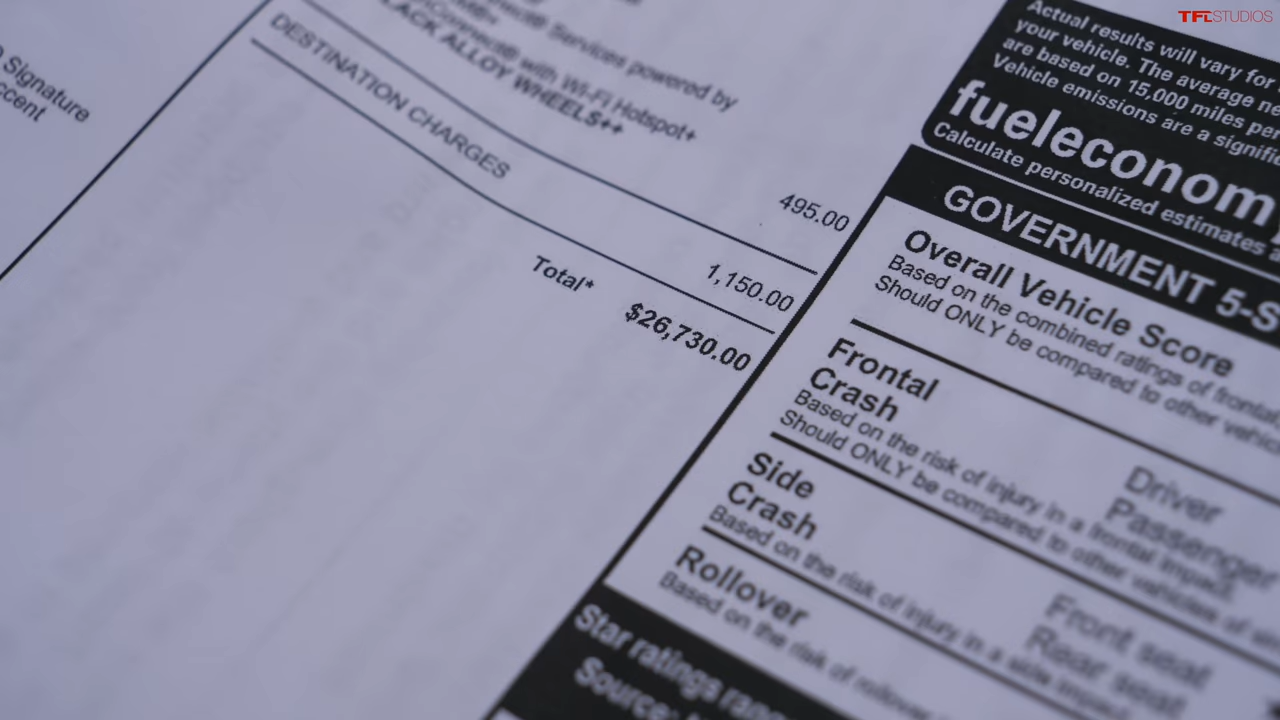 TFLSTUDIOS
Signature
ccent
Services powered by
with Wi-Fi Hotspot+
LACK ALLOY WHEELS++
495.00
DESTINATION CHARGES
1,150.00
Total*
$26,730.00
Actual results will vary for
your vehicle. The average ne
are based on 15,000 miles per
Vehicle emissions are a signific
fueleconomy
Calculate personalized estimates a
GOVERNMENT 5-S
Overall Vehicle Score
Based on the combined ratings of frontal,
Should ONLY be compared to other vehic
Frontal
Crash
Driver
Passenger
Based on the risk of injury in a frontal impact.
Should ONLY be compared to other vehicles of
Side
Crash
Front seat
Rear seat
Based on the risk of injury in a side impact
Rollover
Based on the risk of rollover
Star ratings rang
Source: